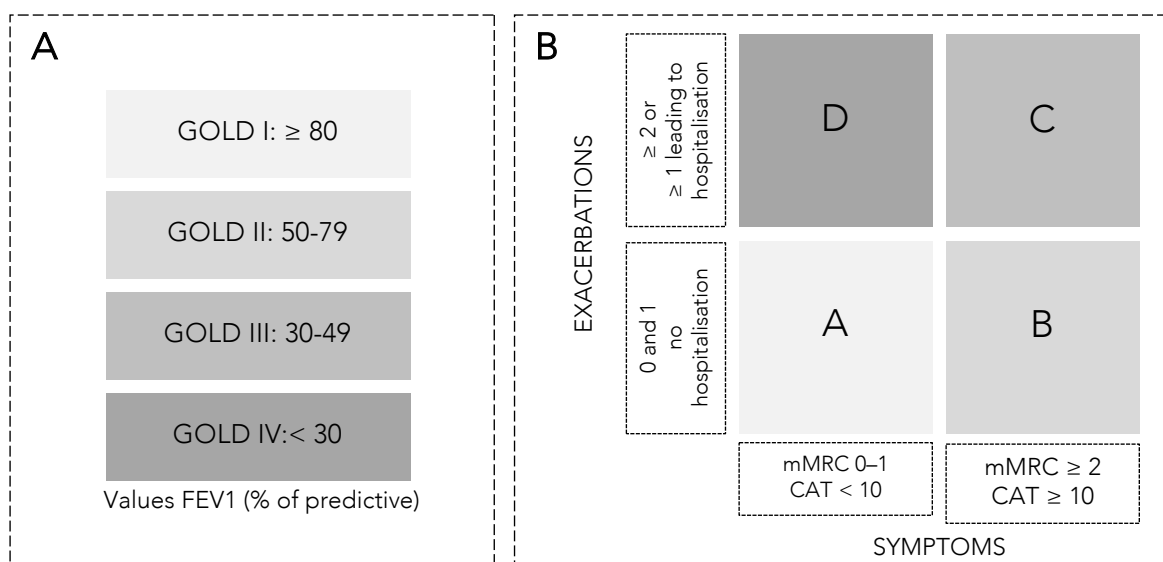 A
GOLD I: ≥ 80
GOLD II: 50-79
GOLD III: 30-49
GOLD IV:< 30
Values FEV1 (% of predictive)
B
EXACERBATIONS
≥ 2 or
≥ 1 leading to
hospitalisation
D
C
0 and 1
no
hospitalisation
A
B
mMRC 0–1
CAT < 10
mMRC ≥ 2
CAT ≥ 10
SYMPTOMS